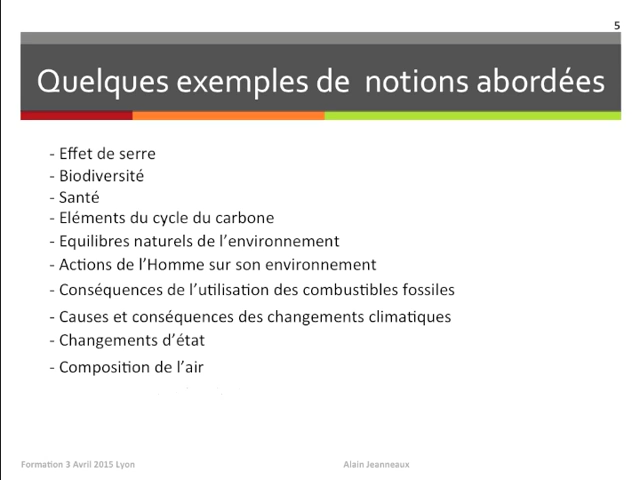 5
Quelques exemples de notions abordées
- Effet de serre
- Biodiversité
- Santé
- Eléments du cycle du carbone
- Equilibres naturels de l'environnement
- Actions de l'Homme sur son environnement
- Conséquences de l'utilisation des combustibles fossiles
- Causes et conséquences des changements climatiques
- Changements d'état
- Composition de l'air
Formation 3 Avril 2015 Lyon
Alain Jeanneaux